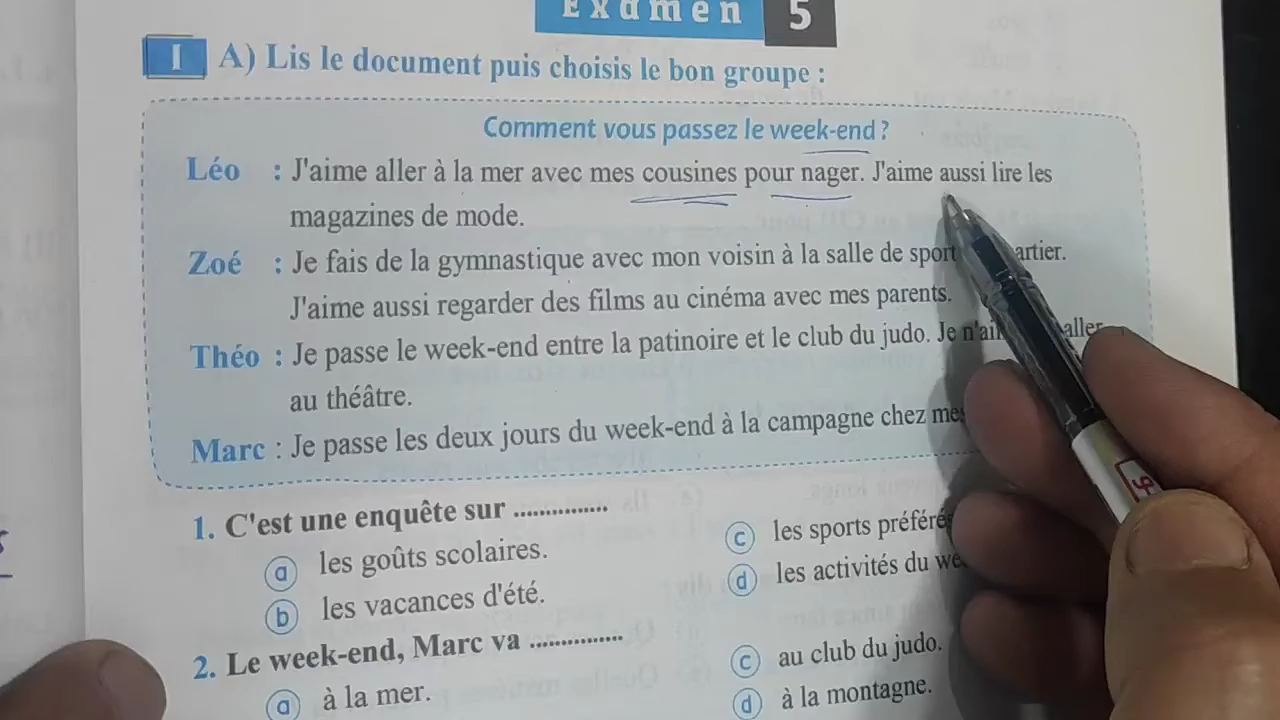 Examen 5
I A) Lis le document puis choisis le bon groupe :
Comment vous passez le week-end ?
Léo : J'aime aller à la mer avec mes cousines pour nager. J'aime aussi lire les
magazines de mode.
Zoé : Je fais de la gymnastique avec mon voisin à la salle de sport
J'aime aussi regarder des films au cinéma avec mes parents.
Théo : Je passe le week-end entre la patinoire et le club du judo. Je aller
au théâtre.
Marc : Je passe les deux jours du week-end à la campagne chez
1. C'est une enquête sur ...............
a les goûts scolaires.
b les vacances d'été.
c les sports
d les activités du
2. Le week-end, Marc va ...............
a à la mer.
c au club du judo.
d à la montagne.